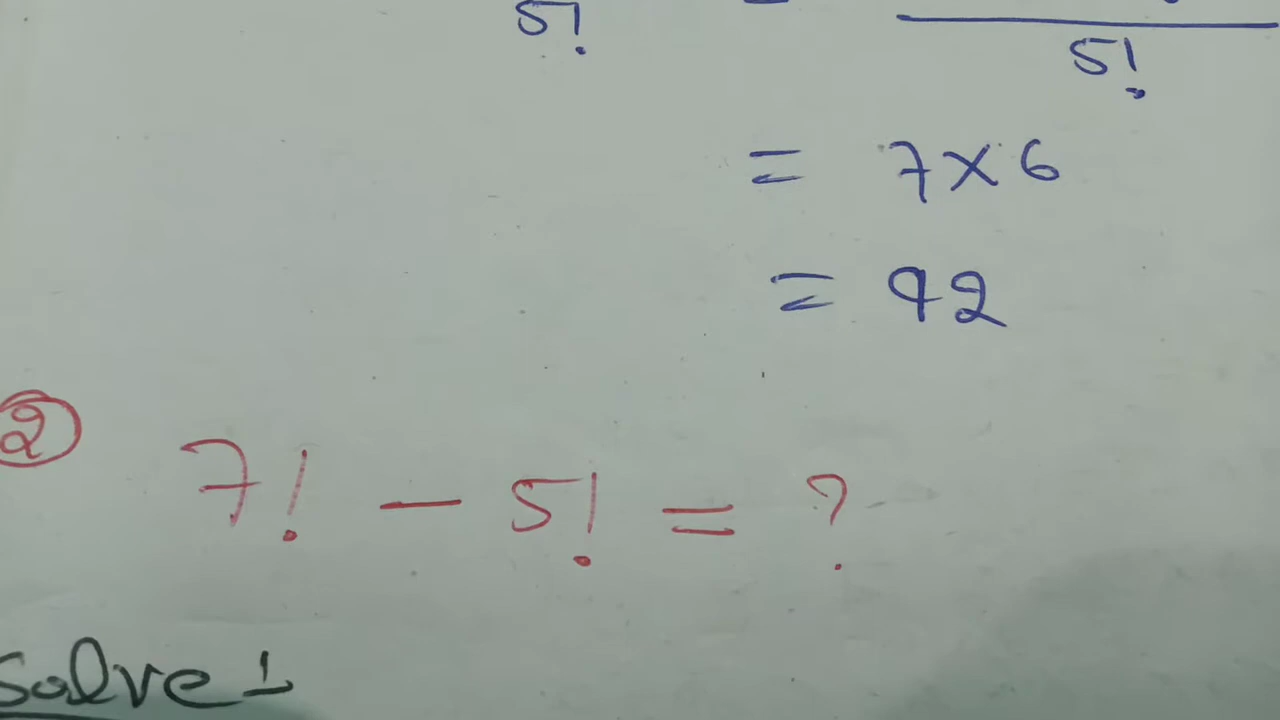 5! = 5!
= 7×6
= 42
② 7! - 5! = ?
Solve :-